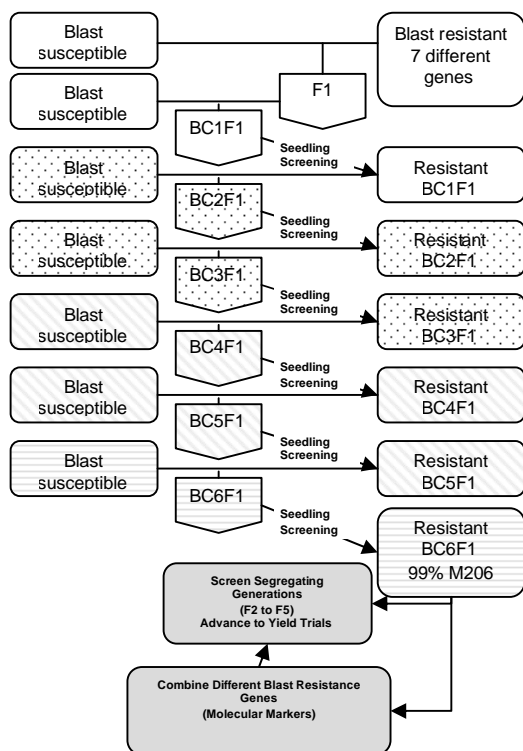 Blast
susceptible
Blast resistant
7 different
genes
F1
Blast
susceptible
BC1F1
Seedling
Screening
Blast
susceptible
Resistant
BC1F1
BC2F1
Seedling
Screening
Blast
susceptible
Resistant
BC2F1
BC3F1
Seedling
Screening
Blast
susceptible
Resistant
BC3F1
BC4F1
Seedling
Screening
Blast
susceptible
Resistant
BC4F1
BC5F1
Seedling
Screening
Blast
susceptible
Resistant
BC5F1
BC6F1
Seedling
Screening
Resistant
BC6F1
99% M206
Screen Segregating
Generations
(F2 to F5)
Advance to Yield Trials
Combine Different Blast Resistance
Genes
(Molecular Markers)